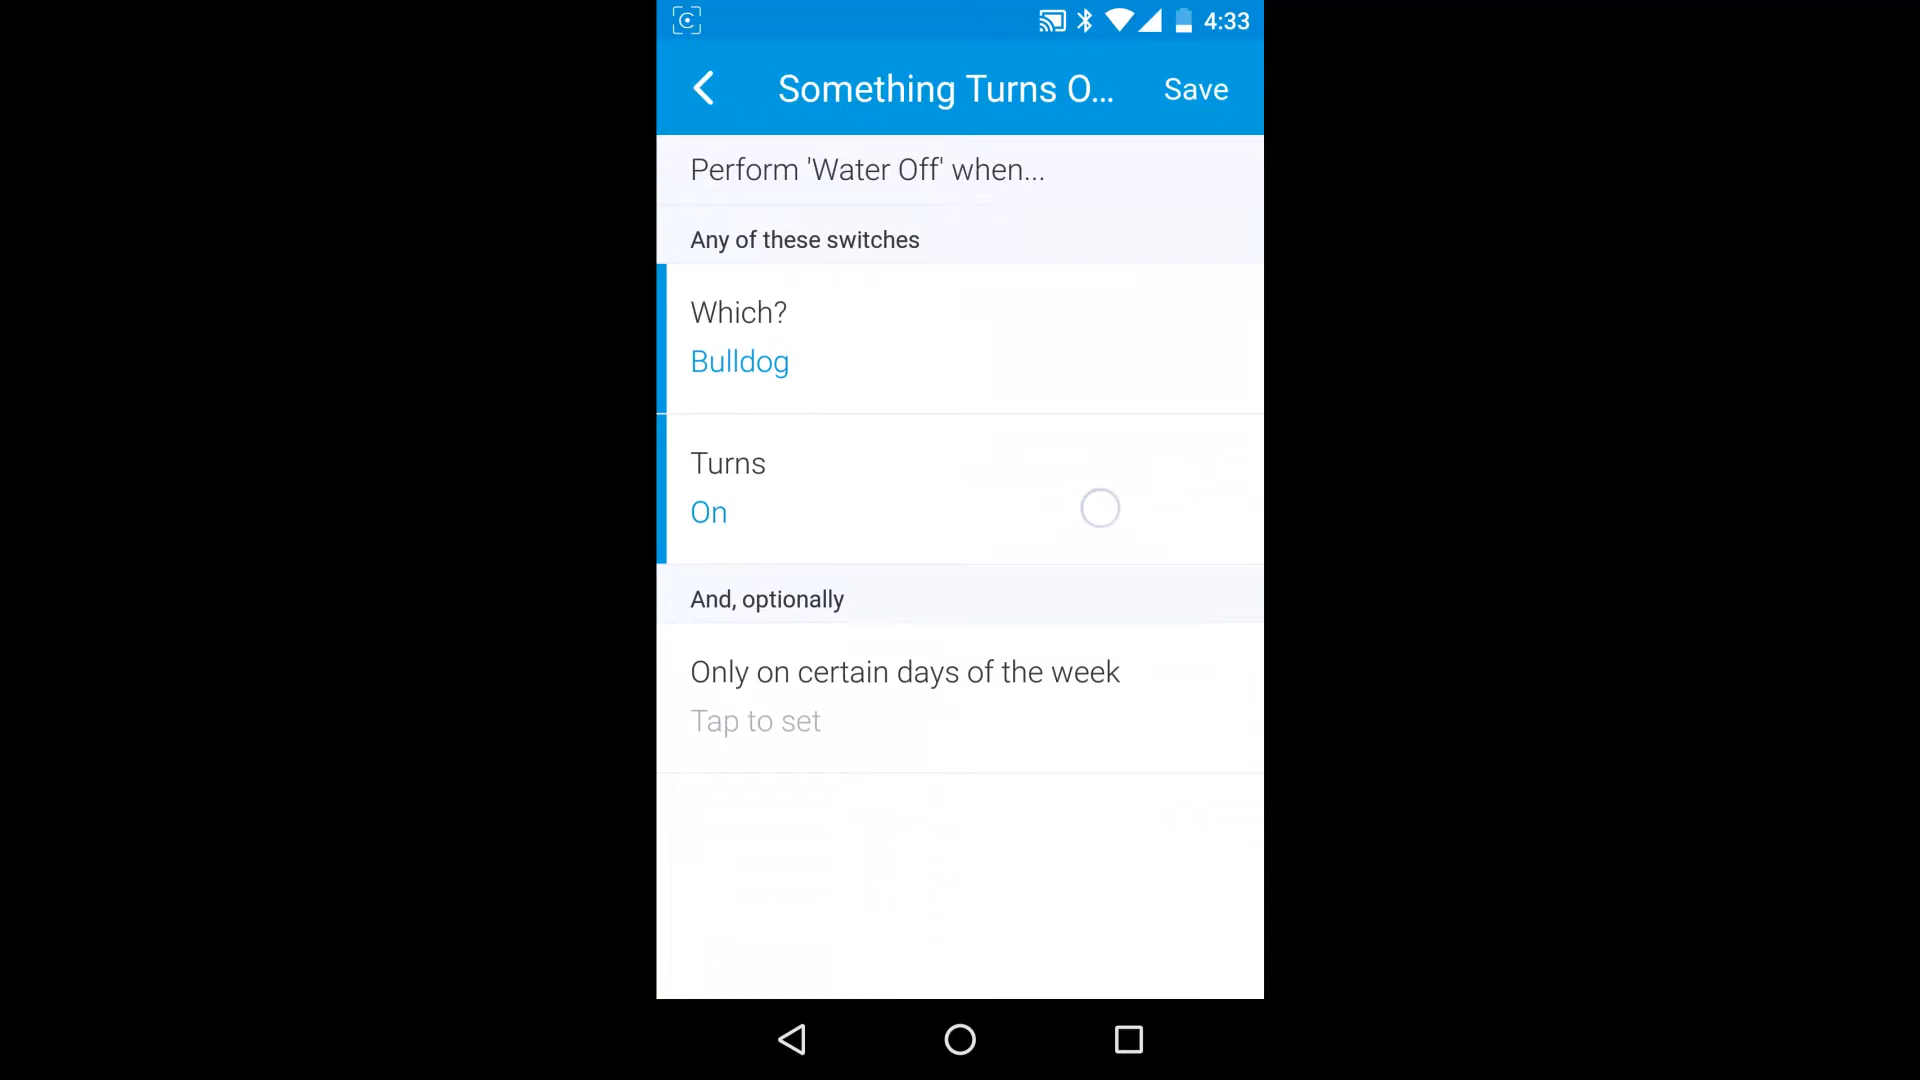 4:33
Something Turns O...
Save
Perform 'Water Off' when...
Any of these switches
Which?
Bulldog
Turns
On
And, optionally
Only on certain days of the week
Tap to set